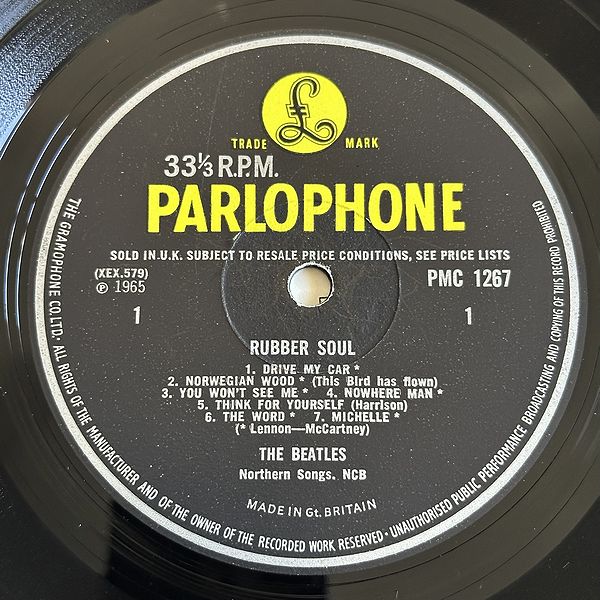 £
TRADE MARK
33⅓ R.P.M.
PARLOPHONE
SOLD IN U.K. SUBJECT TO RESALE PRICE CONDITIONS, SEE PRICE LISTS
(XEX.579) PMC 1267
℗ 1965
1 1
RUBBER SOUL
1. DRIVE MY CAR *
2. NORWEGIAN WOOD * (This Bird has flown)
3. YOU WON'T SEE ME * 4. NOWHERE MAN *
5. THINK FOR YOURSELF (Harrison)
6. THE WORD * 7. MICHELLE *
(* Lennon—McCartney)
THE BEATLES
Northern Songs. NCB
MADE IN Gt. BRITAIN
THE GRAMOPHONE CO. LTD. ALL RIGHTS OF THE MANUFACTURER AND OF THE OWNER OF THE RECORDED WORK RESERVED · UNAUTHORISED PUBLIC PERFORMANCE BROADCASTING AND COPYING OF THIS RECORD PROHIBITED